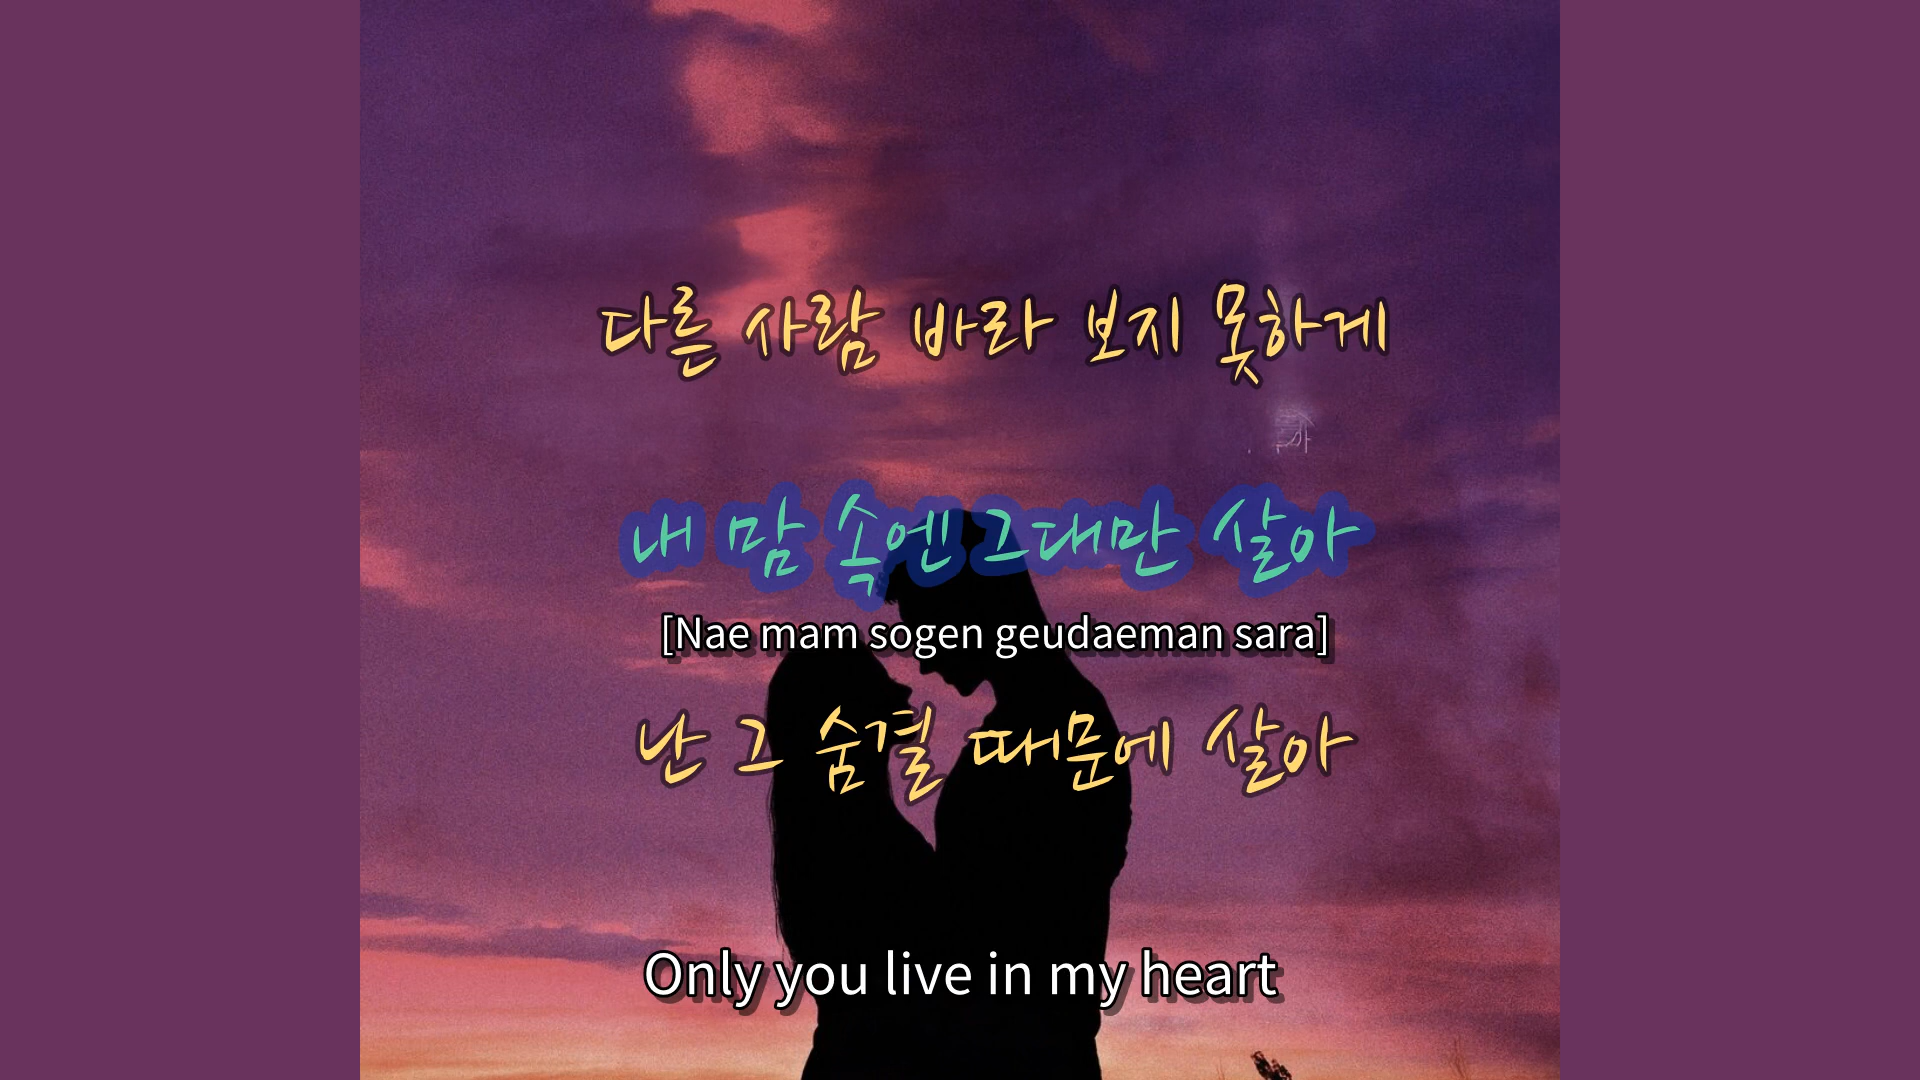 다른 사람 바라 보지 못하게
내 맘 속엔 그대만 살아
[Nae mam sogen geudaeman sara]
난 그 숨결 때문에 살아
Only you live in my heart